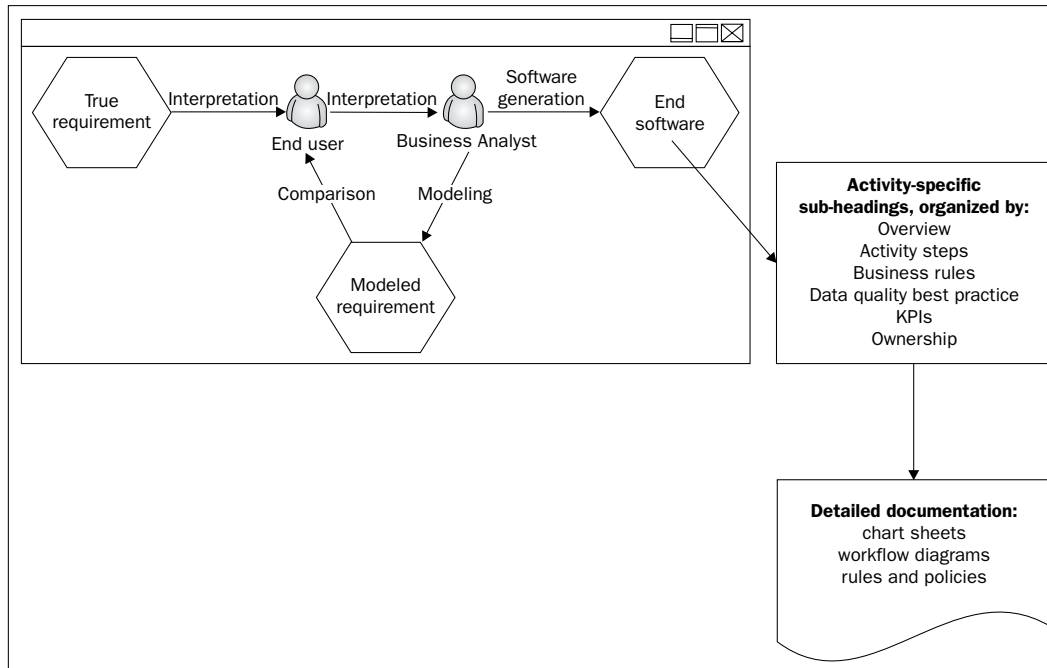 True
requirement
Interpretation
End user
Interpretation
Business Analyst
Software
generation
End
software
Comparison
Modeling
Modeled
requirement
Activity-specific
sub-headings, organized by:
Overview
Activity steps
Business rules
Data quality best practice
KPIs
Ownership
Detailed documentation:
chart sheets
workflow diagrams
rules and policies